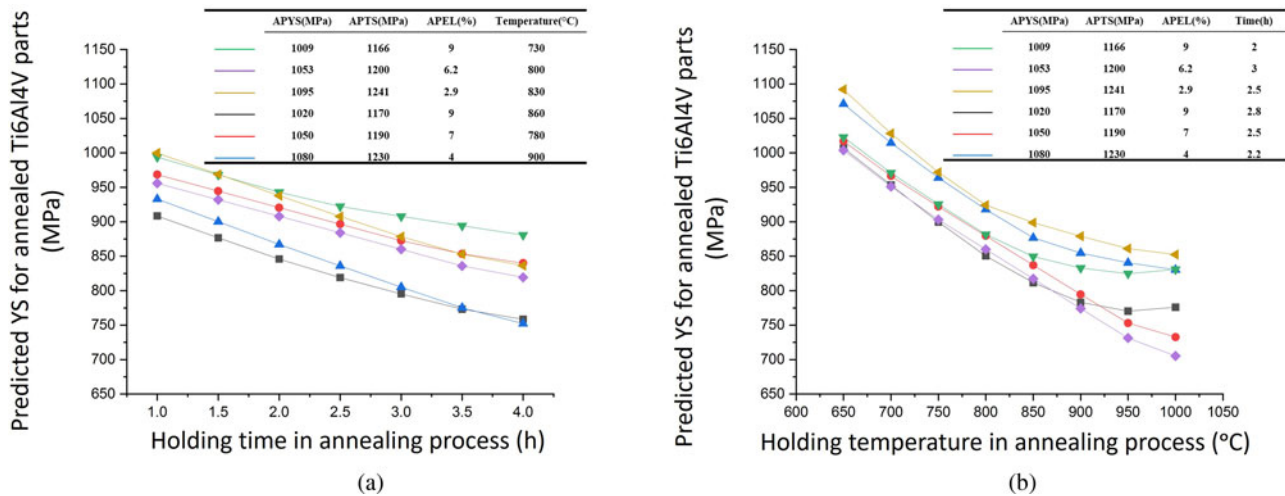 APYS(MPa) APTS(MPa) APEL(%) Temperature(°C)
1009 1166 9 730
1053 1200 6.2 800
1095 1241 2.9 830
1020 1170 9 860
1050 1190 7 780
1080 1230 4 900
Predicted YS for annealed Ti6Al4V parts
(MPa)
1150
1100
1050
1000
950
900
850
800
750
700
650
1.0 1.5 2.0 2.5 3.0 3.5 4.0
Holding time in annealing process (h)
(a)
APYS(MPa) APTS(MPa) APEL(%) Time(h)
1009 1166 9 2
1053 1200 6.2 3
1095 1241 2.9 2.5
1020 1170 9 2.8
1050 1190 7 2.5
1080 1230 4 2.2
Predicted YS for annealed Ti6Al4V parts
(MPa)
1150
1100
1050
1000
950
900
850
800
750
700
650
600 650 700 750 800 850 900 950 1000 1050
Holding temperature in annealing process (°C)
(b)